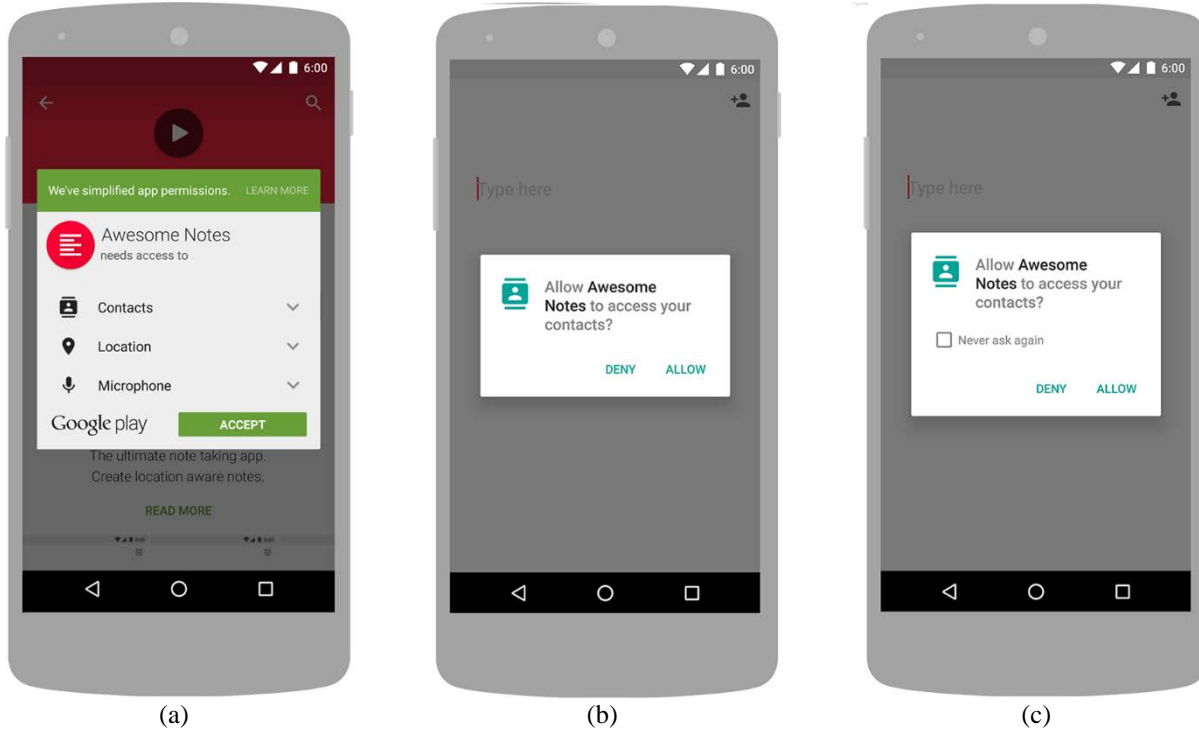 6:00
We've simplified app permissions. LEARN MORE
Awesome Notes
needs access to
Contacts
Location
Microphone
Google play ACCEPT
The ultimate note taking app.
Create location aware notes.
READ MORE
(a)
6:00
Type here
Allow Awesome
Notes to access your
contacts?
DENY ALLOW
(b)
6:00
Type here
Allow Awesome
Notes to access your
contacts?
Never ask again
DENY ALLOW
(c)